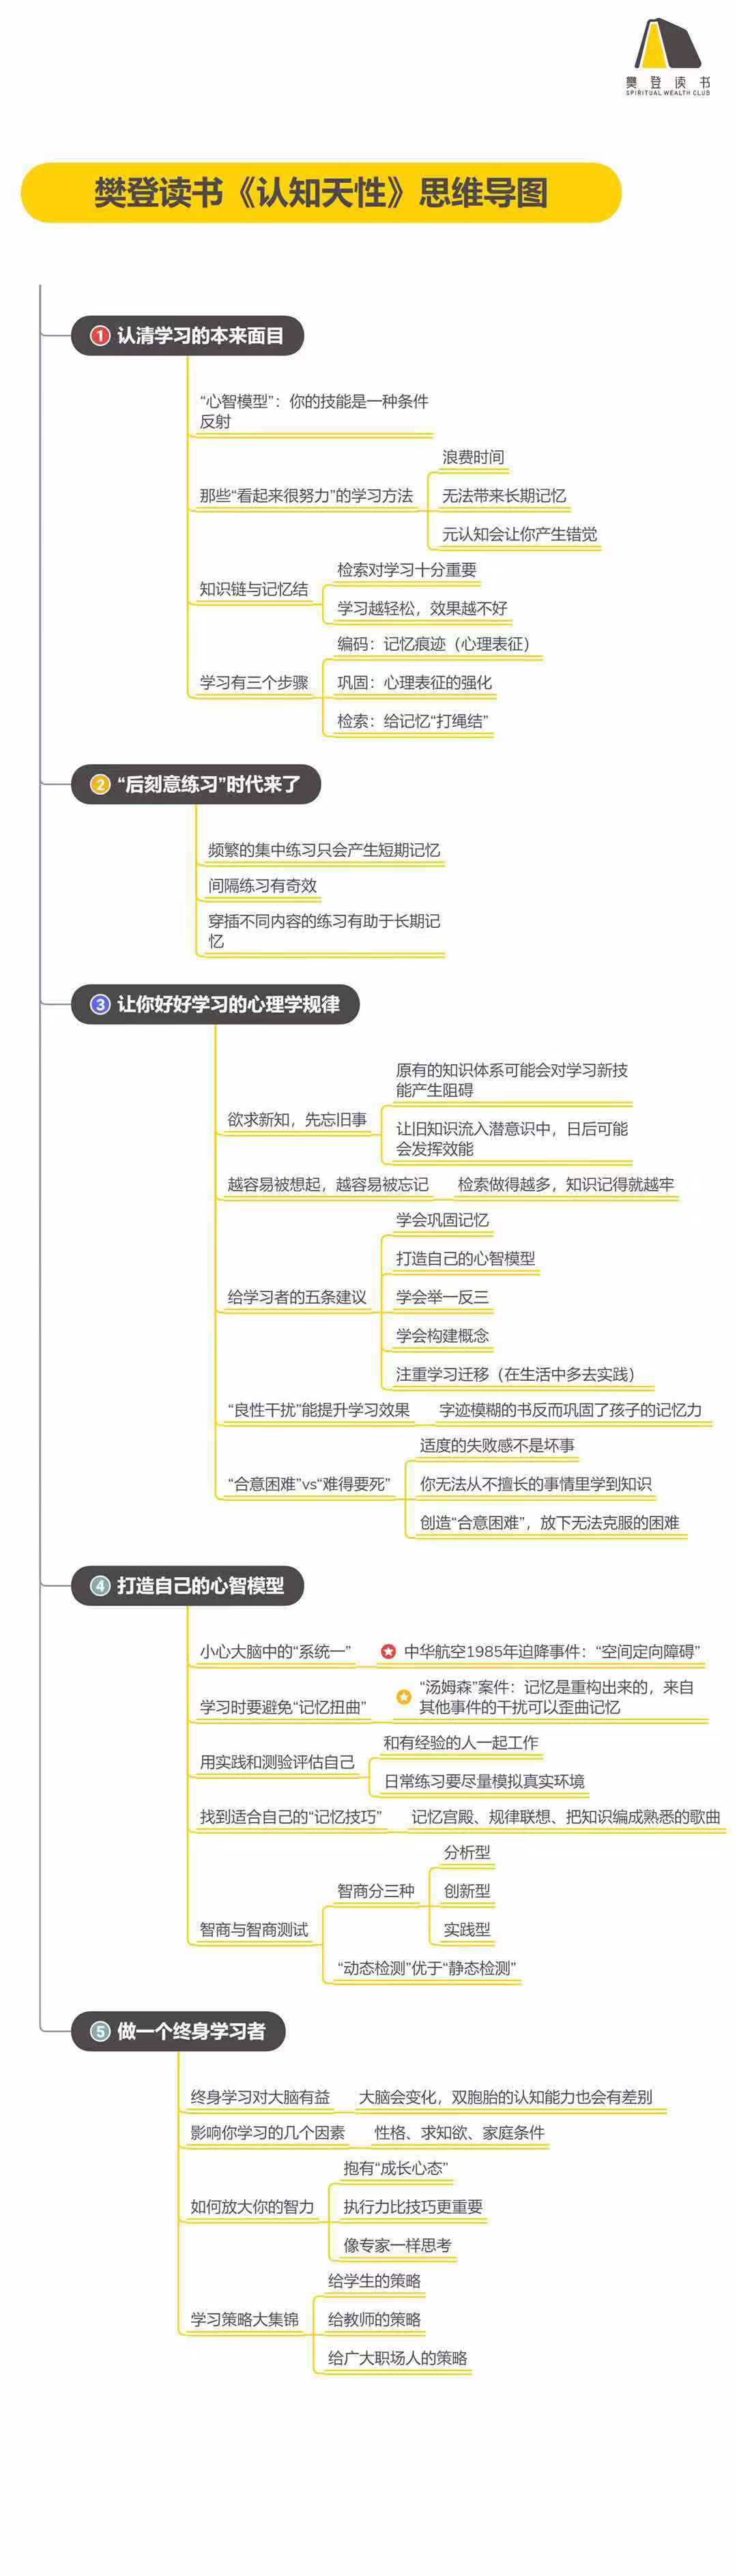 樊登读书
SPIRITUAL WEALTH CLUB
樊登读书《认知天性》思维导图
1 认清学习的本来面目
“心智模型”：你的技能是一种条件
反射
那些“看起来很努力”的学习方法
浪费时间
无法带来长期记忆
元认知会让你产生错觉
知识链与记忆结
检索对学习十分重要
学习越轻松，效果越不好
学习有三个步骤
编码：记忆痕迹（心理表征）
巩固：心理表征的强化
检索：给记忆“打绳结”
2 “后刻意练习”时代来了
频繁的集中练习只会产生短期记忆
间隔练习有奇效
穿插不同内容的练习有助于长期记
忆
3 让你好好学习的心理学规律
欲求新知，先忘旧事
原有的知识体系可能会对学习新技
能产生阻碍
让旧知识流入潜意识中，日后可能
会发挥效能
越容易被想起，越容易被忘记
检索做得越多，知识记得就越牢
给学习者的五条建议
学会巩固记忆
打造自己的心智模型
学会举一反三
学会构建概念
注重学习迁移（在生活中多去实践）
“良性干扰”能提升学习效果
字迹模糊的书反而巩固了孩子的记忆力
“合意困难”vs“难得要死”
适度的失败感不是坏事
你无法从不擅长的事情里学到知识
创造“合意困难”，放下无法克服的困难
4 打造自己的心智模型
小心大脑中的“系统一”
中华航空1985年迫降事件：“空间定向障碍”
学习时要避免“记忆扭曲”
“汤姆森”案件：记忆是重构出来的，来自
其他事件的干扰可以歪曲记忆
用实践和测验评估自己
和有经验的人一起工作
日常练习要尽量模拟真实环境
找到适合自己的“记忆技巧”
记忆宫殿、规律联想、把知识编成熟悉的歌曲
智商与智商测试
智商分三种
分析型
创新型
实践型
“动态检测”优于“静态检测”
5 做一个终身学习者
终身学习对大脑有益
大脑会变化，双胞胎的认知能力也会有差别
影响你学习的几个因素
性格、求知欲、家庭条件
如何放大你的智力
抱有“成长心态”
执行力比技巧更重要
像专家一样思考
学习策略大集锦
给学生的策略
给教师的策略
给广大职场人的策略